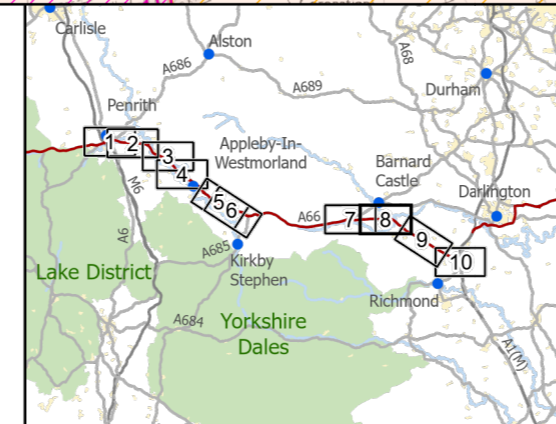 Carlisle
Alston
A686
A689
A68
Durham
Penrith
1
2
3
4
5
6
Appleby-In-
Westmorland
Barnard
Castle
Darlington
M6
A66
7
8
9
10
A6
A685
Kirkby
Stephen
Lake District
Richmond
A684
Yorkshire
Dales
A1(M)